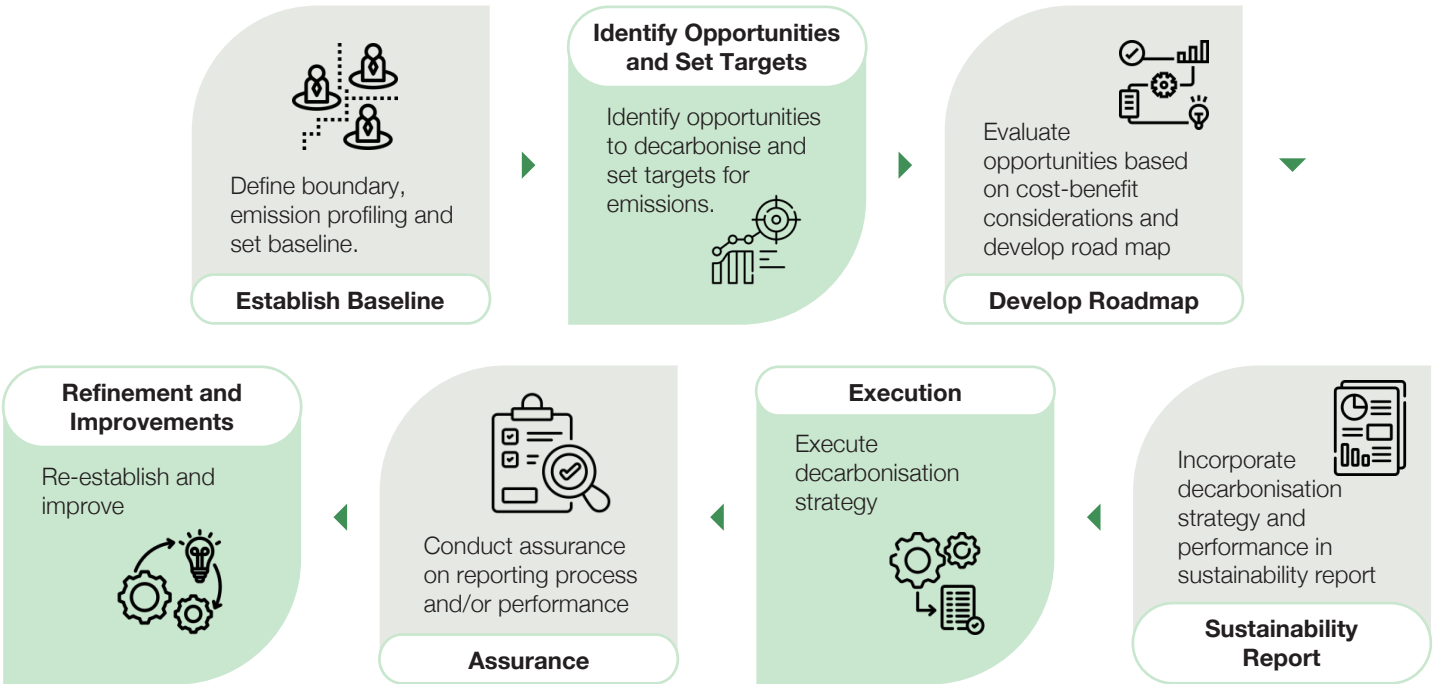 Define boundary,
emission profiling and
set baseline.
Establish Baseline
Identify Opportunities
and Set Targets
Identify opportunities
to decarbonise and
set targets for
emissions.
Evaluate
opportunities based
on cost-benefit
considerations and
develop road map
Develop Roadmap
Incorporate
decarbonisation
strategy and
performance in
sustainability report
Sustainability
Report
Execution
Execute
decarbonisation
strategy
Conduct assurance
on reporting process
and/or performance
Assurance
Refinement and
Improvements
Re-establish and
improve